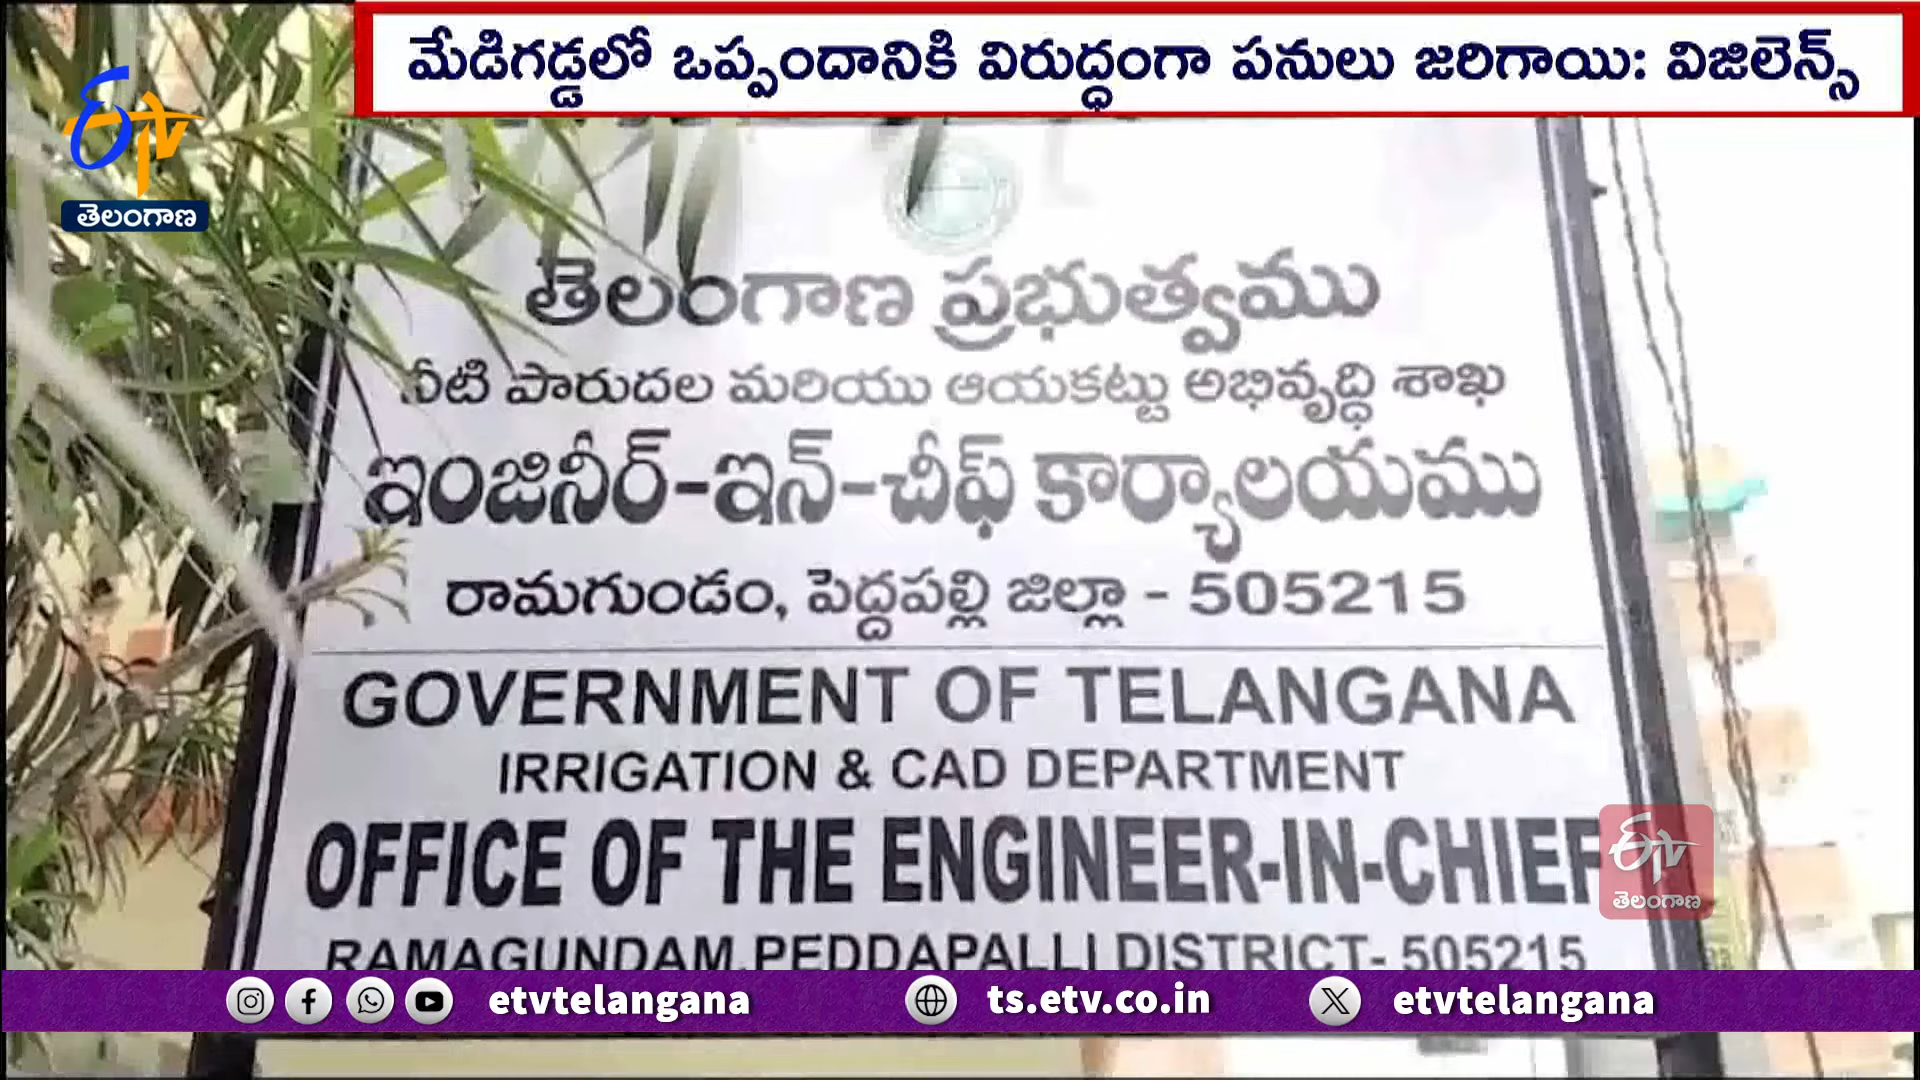 మేడిగడ్డలో ఒప్పందానికి విరుద్ధంగా పనులు జరిగాయి: విజిలెన్స్
ETV
తెలంగాణ
తెలంగాణ ప్రభుత్వము
నీటి పారుదల మరియు ఆయకట్టు అభివృద్ధి శాఖ
ఇంజినీర్-ఇన్-చీఫ్ కార్యాలయము
రామగుండం, పెద్దపల్లి జిల్లా - 505215
GOVERNMENT OF TELANGANA
IRRIGATION & CAD DEPARTMENT
OFFICE OF THE ENGINEER-IN-CHIEF
RAMAGUNDAM,PEDDAPALLI DISTRICT- 505215
ETV
తెలంగాణ
etvtelangana ts.etv.co.in etvtelangana